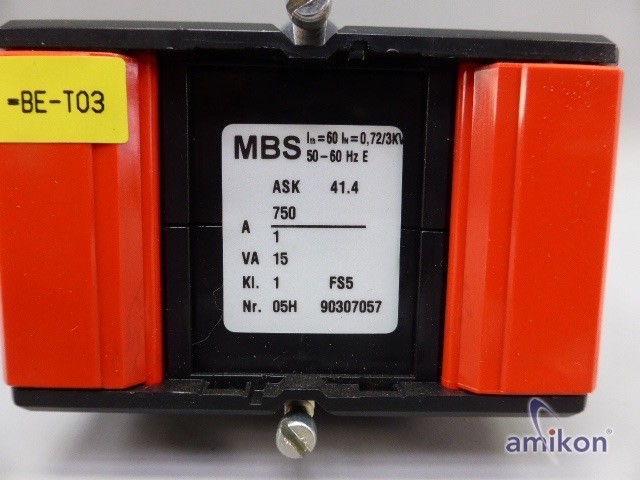 -BE-T03
MBS
Ith=60 IN=0,72/3KV
50-60 Hz E
ASK 41.4
A 750
1
VA 15
Kl. 1 FS5
Nr. 05H 90307057
amikon